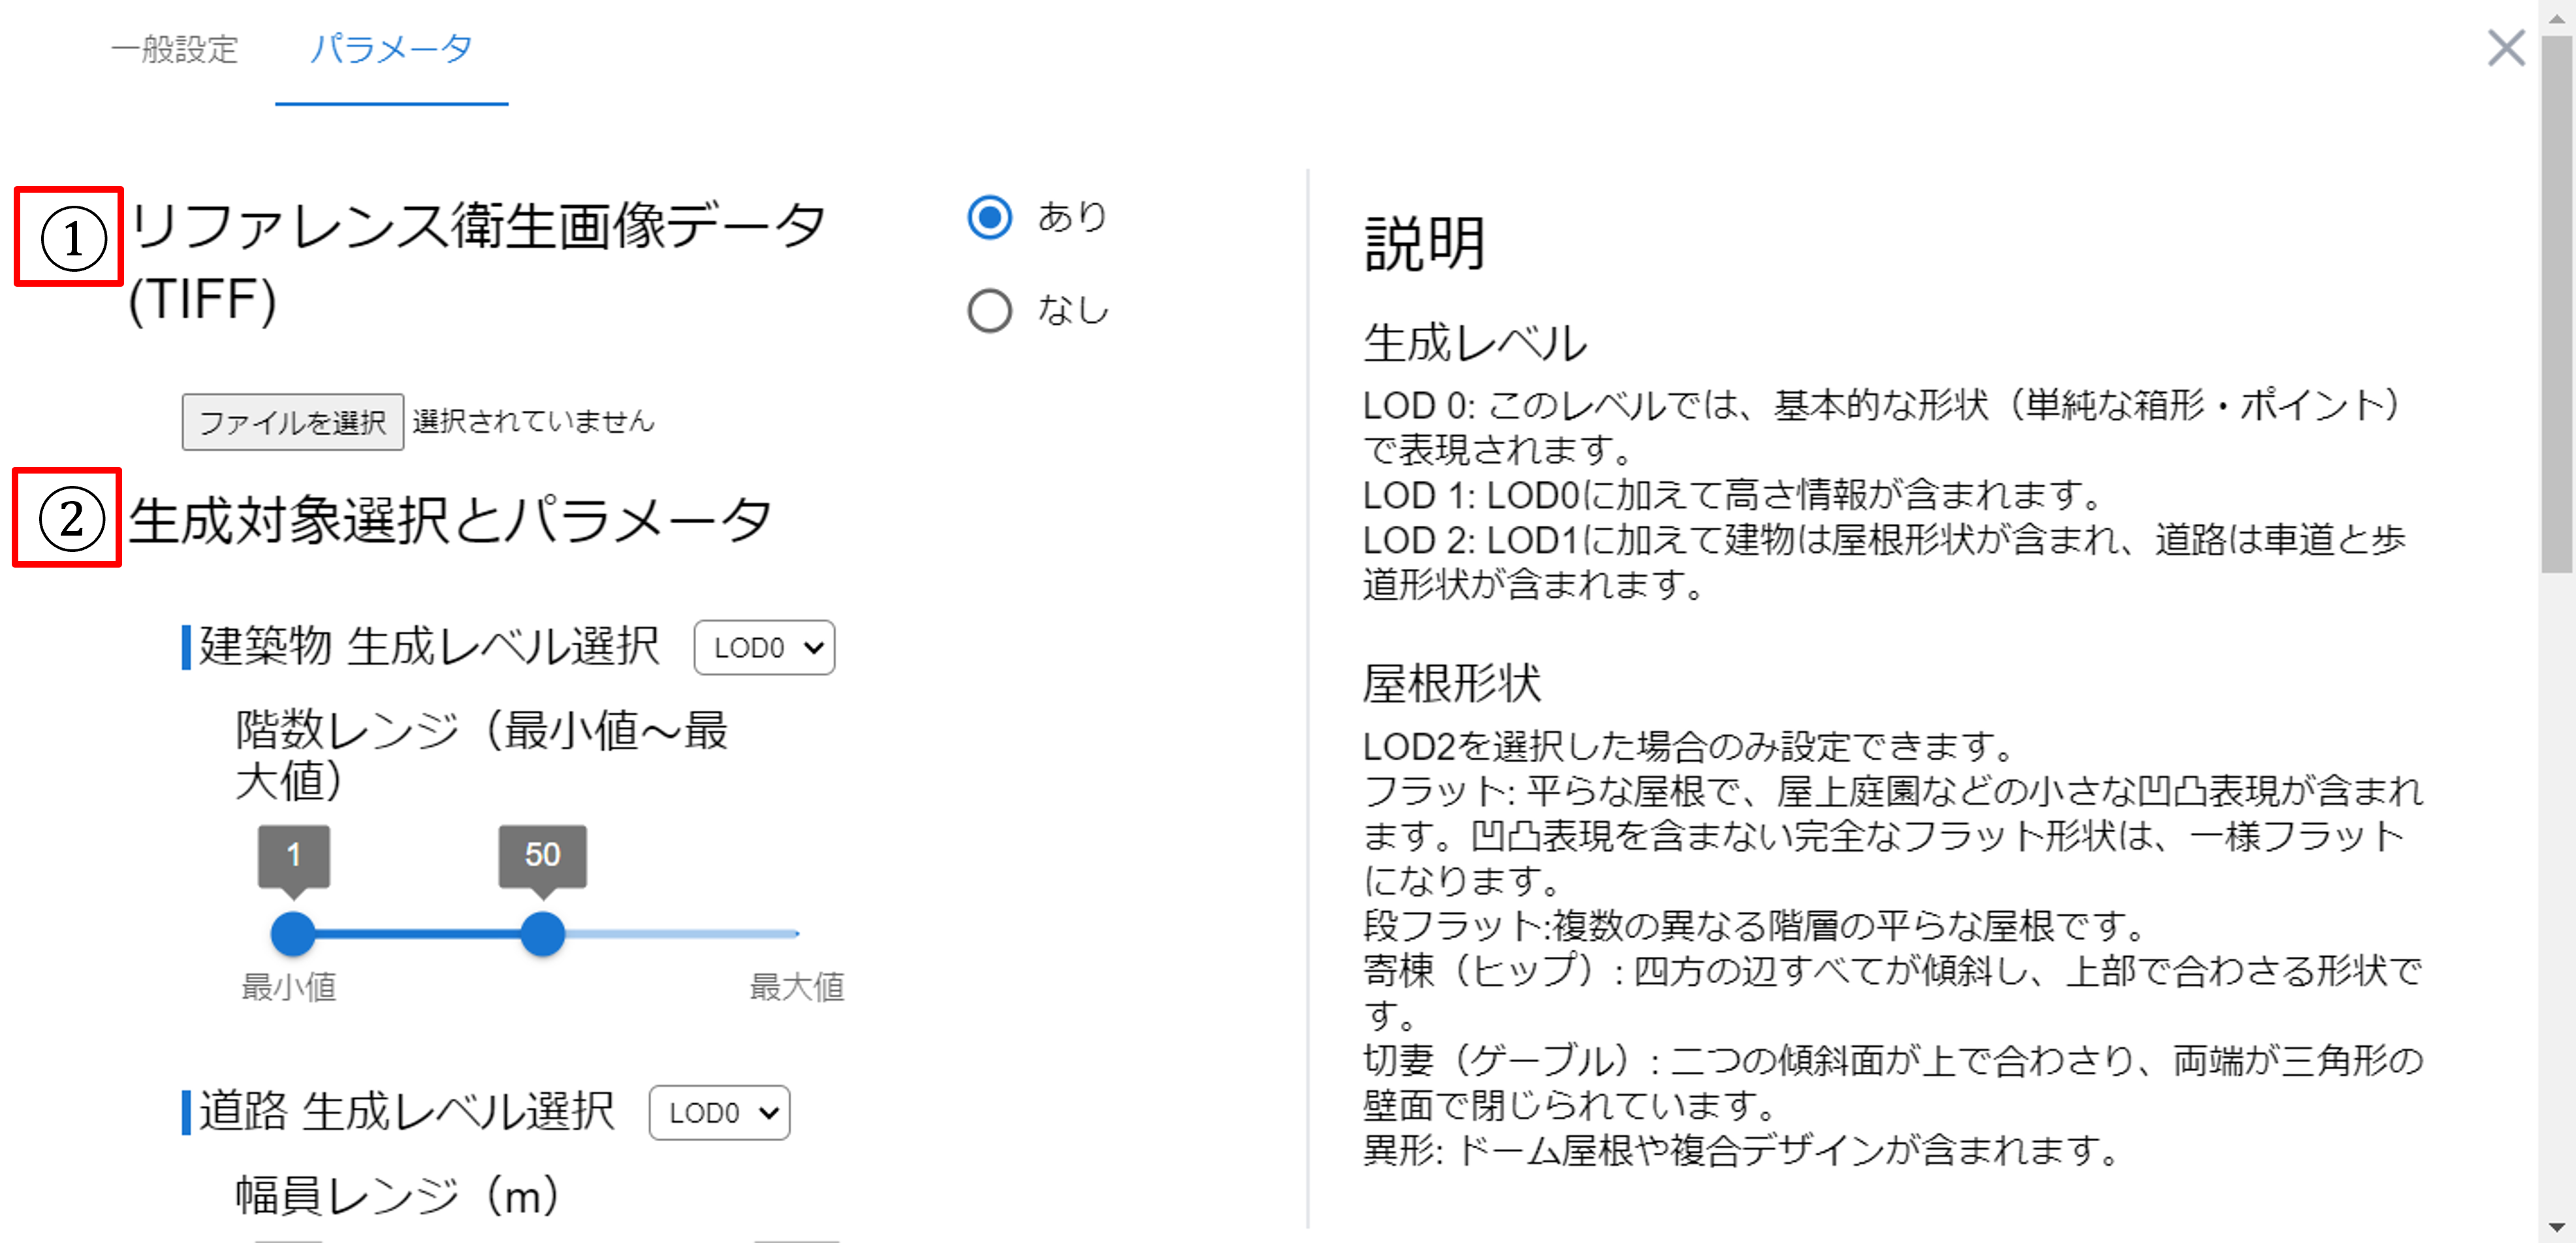 一般設定
パラメータ
①
リファレンス衛生画像データ
(TIFF)
あり
なし
ファイルを選択 選択されていません
②
生成対象選択とパラメータ
建築物 生成レベル選択
LOD0
階数レンジ（最小値～最
大値）
1
50
最小値
最大値
道路 生成レベル選択
LOD0
幅員レンジ（m）
説明
生成レベル
LOD 0: このレベルでは、基本的な形状（単純な箱形・ポイント）
で表現されます。
LOD 1: LOD0に加えて高さ情報が含まれます。
LOD 2: LOD1に加えて建物は屋根形状が含まれ、道路は車道と歩
道形状が含まれます。
屋根形状
LOD2を選択した場合のみ設定できます。
フラット: 平らな屋根で、屋上庭園などの小さな凹凸表現が含まれ
ます。凹凸表現を含まない完全なフラット形状は、一様フラット
になります。
段フラット:複数の異なる階層の平らな屋根です。
寄棟（ヒップ）: 四方の辺すべてが傾斜し、上部で合わさる形状で
す。
切妻（ゲーブル）: 二つの傾斜面が上で合わさり、両端が三角形の
壁面で閉じられています。
異形: ドーム屋根や複合デザインが含まれます。